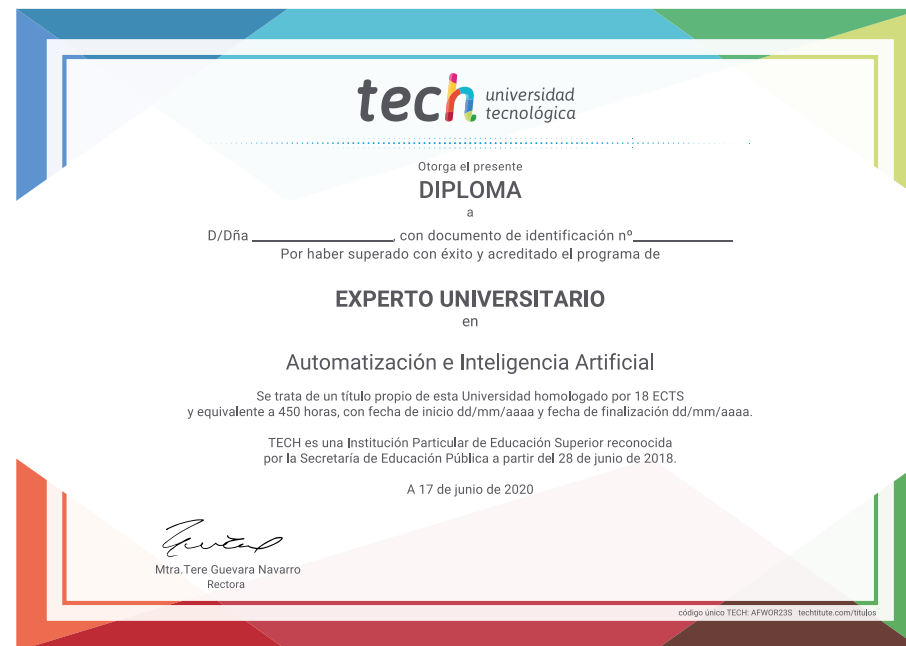 tech universidad
tecnológica
Otorga el presente
DIPLOMA
a
D/Dña ________________, con documento de identificación nº____________
Por haber superado con éxito y acreditado el programa de
EXPERTO UNIVERSITARIO
en
Automatización e Inteligencia Artificial
Se trata de un título propio de esta Universidad homologado por 18 ECTS
y equivalente a 450 horas, con fecha de inicio dd/mm/aaaa y fecha de finalización dd/mm/aaaa.
TECH es una Institución Particular de Educación Superior reconocida
por la Secretaría de Educación Pública a partir del 28 de junio de 2018.
A 17 de junio de 2020
Mtra.Tere Guevara Navarro
Rectora
código único TECH: AFWOR23S techtitute.com/titulos